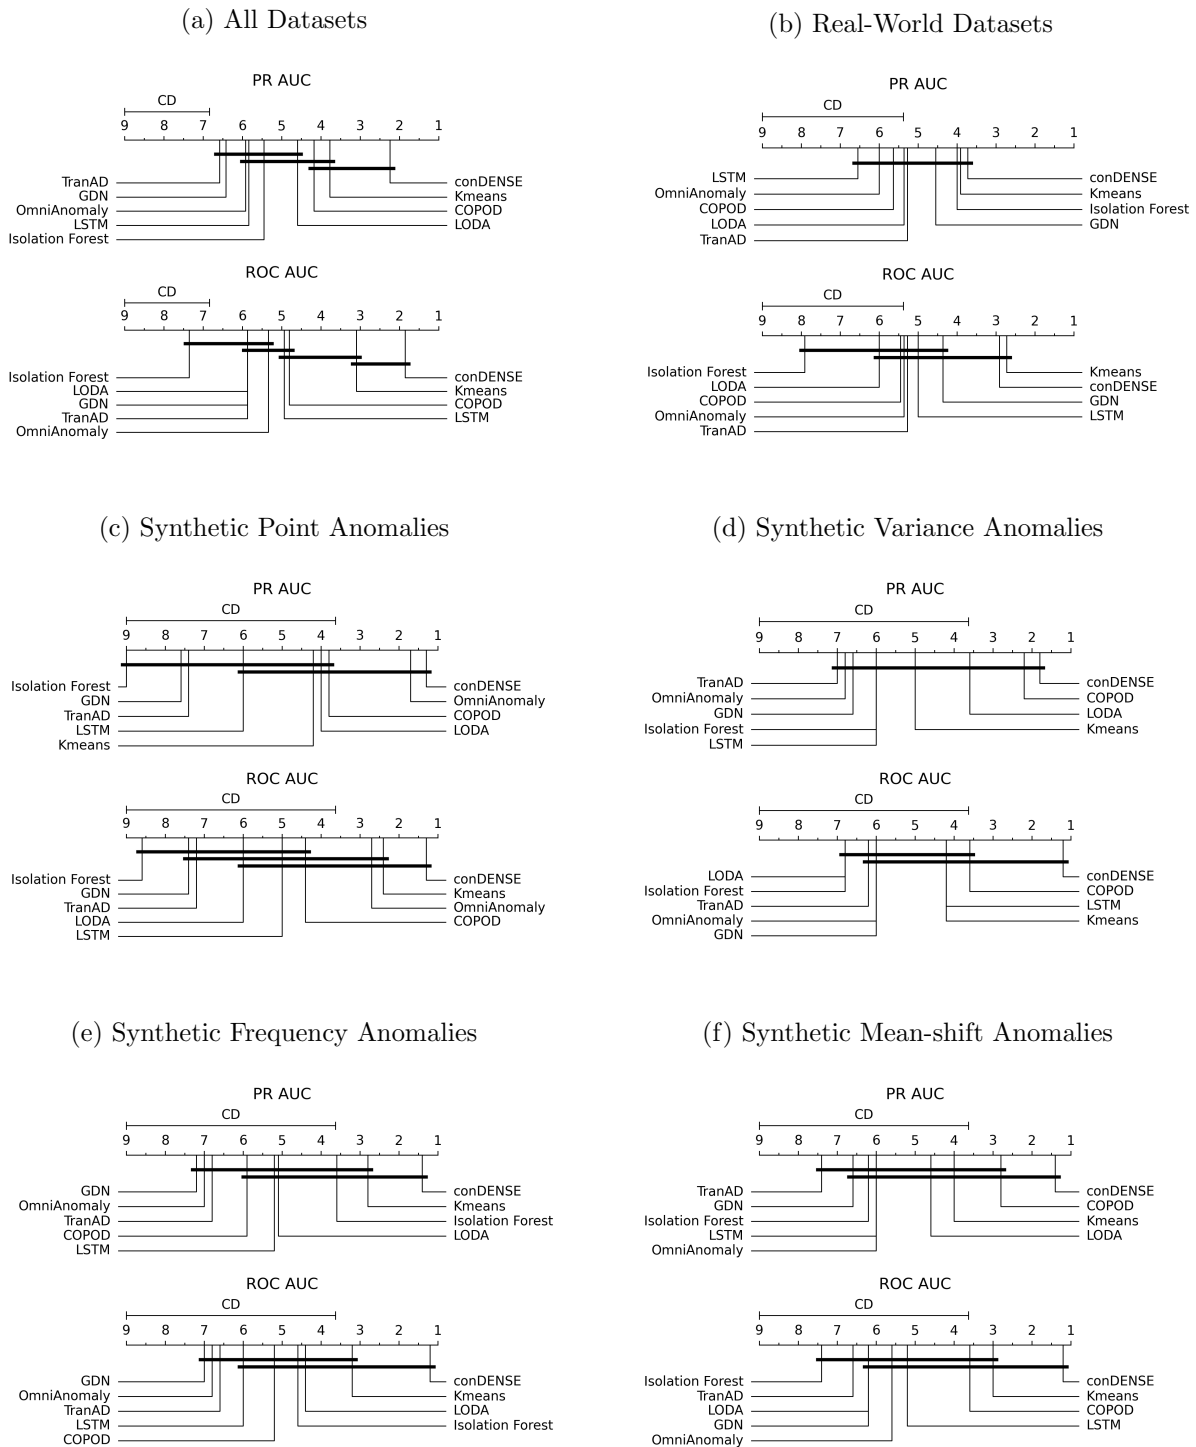 (a) All Datasets
PR AUC
CD
9 8 7 6 5 4 3 2 1
TranAD
GDN
OmniAnomaly
LSTM
Isolation Forest
conDENSE
Kmeans
COPOD
LODA
ROC AUC
CD
9 8 7 6 5 4 3 2 1
Isolation Forest
LODA
GDN
TranAD
OmniAnomaly
conDENSE
Kmeans
COPOD
LSTM
(b) Real-World Datasets
PR AUC
CD
9 8 7 6 5 4 3 2 1
LSTM
OmniAnomaly
COPOD
LODA
TranAD
conDENSE
Kmeans
Isolation Forest
GDN
ROC AUC
CD
9 8 7 6 5 4 3 2 1
Isolation Forest
LODA
COPOD
OmniAnomaly
TranAD
Kmeans
conDENSE
GDN
LSTM
(c) Synthetic Point Anomalies
PR AUC
CD
9 8 7 6 5 4 3 2 1
Isolation Forest
GDN
TranAD
LSTM
Kmeans
conDENSE
OmniAnomaly
COPOD
LODA
ROC AUC
CD
9 8 7 6 5 4 3 2 1
Isolation Forest
GDN
TranAD
LODA
LSTM
conDENSE
Kmeans
OmniAnomaly
COPOD
(d) Synthetic Variance Anomalies
PR AUC
CD
9 8 7 6 5 4 3 2 1
TranAD
OmniAnomaly
GDN
Isolation Forest
LSTM
conDENSE
COPOD
LODA
Kmeans
ROC AUC
CD
9 8 7 6 5 4 3 2 1
LODA
Isolation Forest
TranAD
OmniAnomaly
GDN
conDENSE
COPOD
LSTM
Kmeans
(e) Synthetic Frequency Anomalies
PR AUC
CD
9 8 7 6 5 4 3 2 1
GDN
OmniAnomaly
TranAD
COPOD
LSTM
conDENSE
Kmeans
Isolation Forest
LODA
ROC AUC
CD
9 8 7 6 5 4 3 2 1
GDN
OmniAnomaly
TranAD
LSTM
COPOD
conDENSE
Kmeans
LODA
Isolation Forest
(f) Synthetic Mean-shift Anomalies
PR AUC
CD
9 8 7 6 5 4 3 2 1
TranAD
GDN
Isolation Forest
LSTM
OmniAnomaly
conDENSE
COPOD
Kmeans
LODA
ROC AUC
CD
9 8 7 6 5 4 3 2 1
Isolation Forest
TranAD
LODA
GDN
OmniAnomaly
conDENSE
Kmeans
COPOD
LSTM